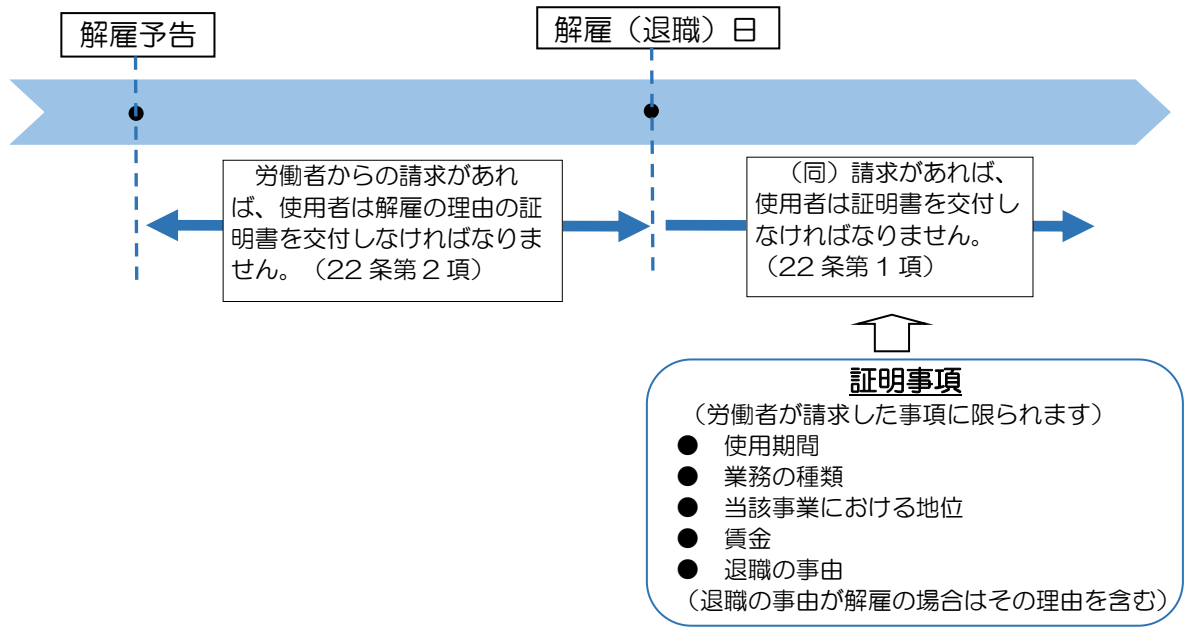 解雇予告
解雇（退職）日
労働者からの請求があれ
ば、使用者は解雇の理由の証
明書を交付しなければなりま
せん。（22 条第 2 項）
（同）請求があれば、
使用者は証明書を交付し
なければなりません。
（22 条第 1 項）
証明事項
（労働者が請求した事項に限られます）
● 使用期間
● 業務の種類
● 当該事業における地位
● 賃金
● 退職の事由
（退職の事由が解雇の場合はその理由を含む）